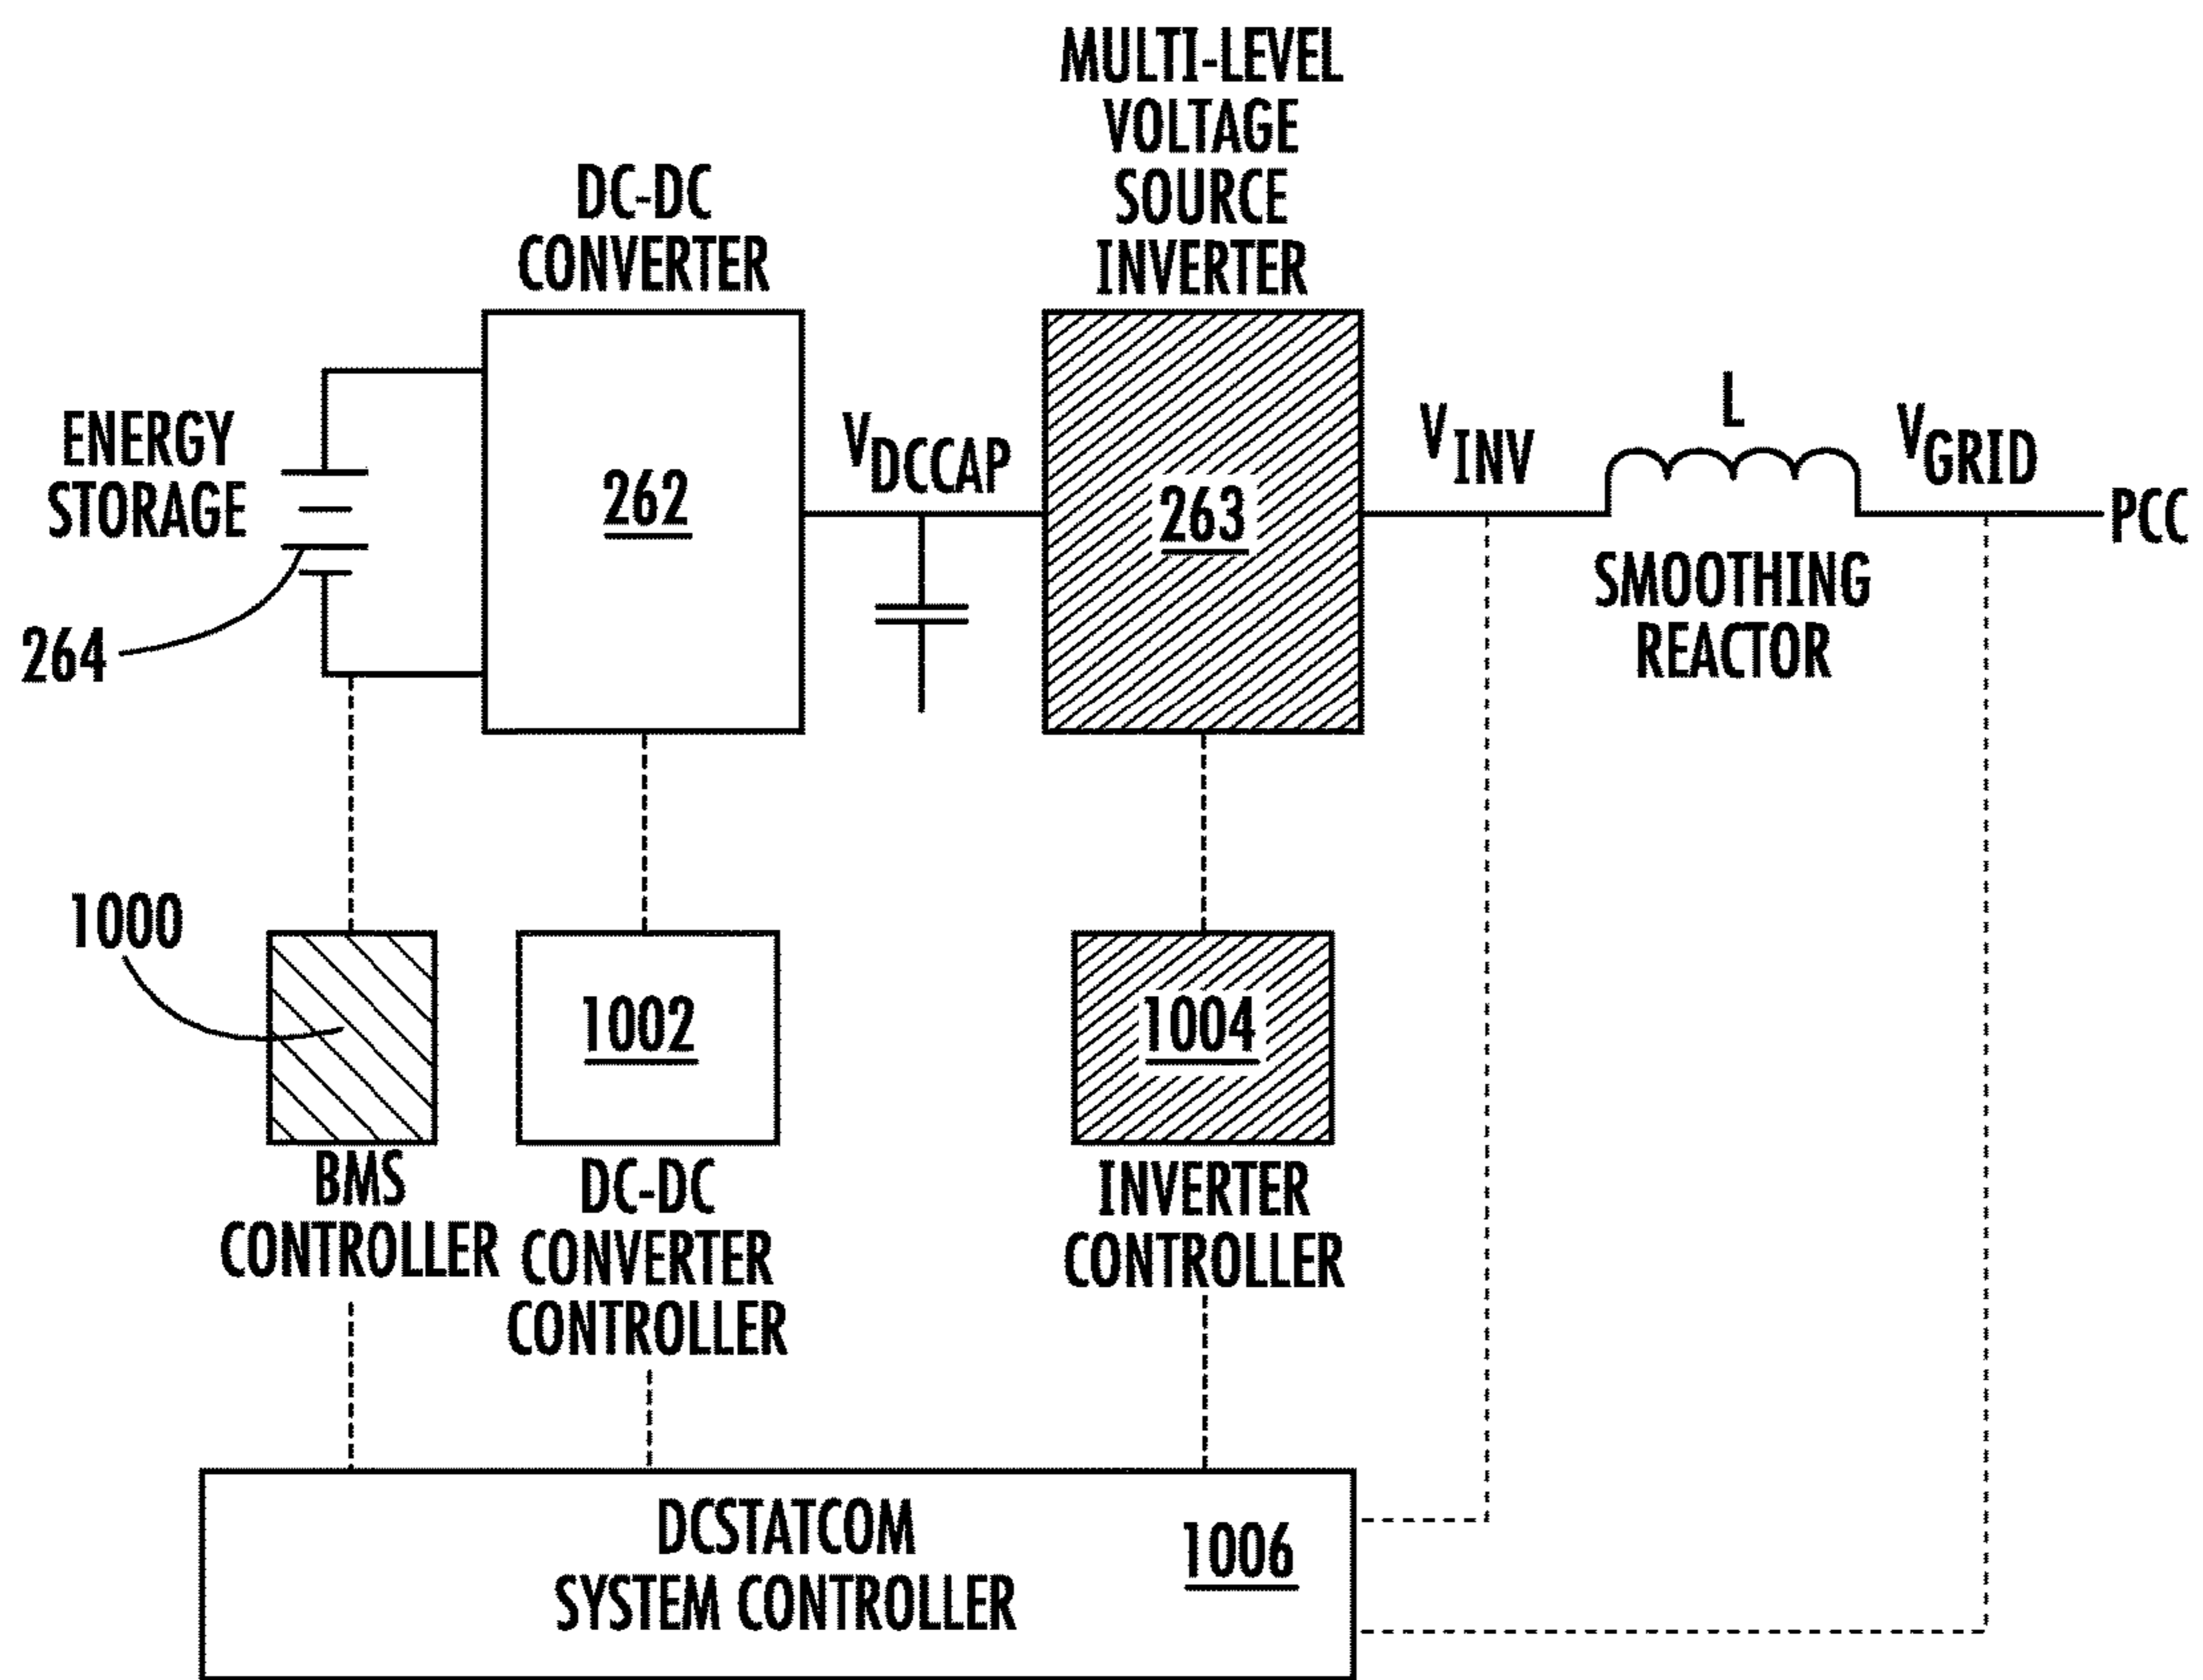 MULTI-LEVEL
VOLTAGE
SOURCE
INVERTER
DC-DC
CONVERTER
ENERGY
STORAGE
264
262
VDCCAP
263
VINV
L
VGRID
PCC
SMOOTHING
REACTOR
1000
1002
1004
BMS
CONTROLLER
DC-DC
CONVERTER
CONTROLLER
INVERTER
CONTROLLER
DCSTATCOM
SYSTEM CONTROLLER
1006